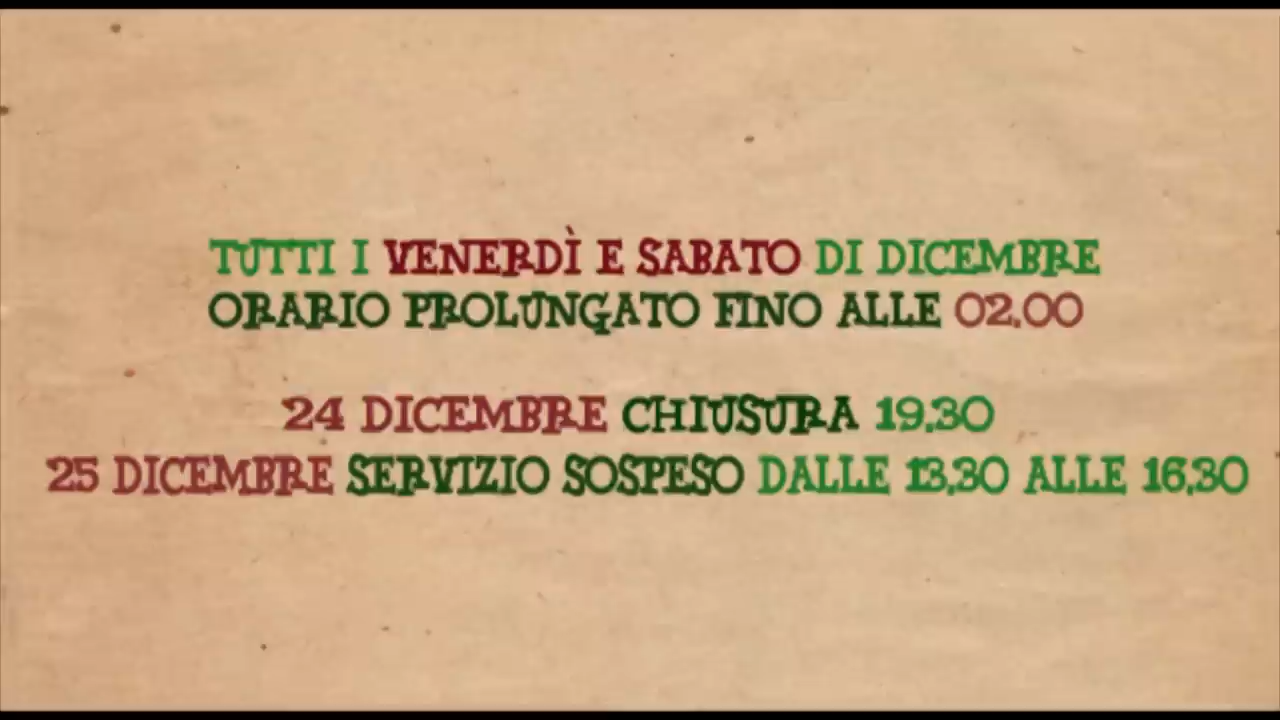 TUTTI I VENERDÌ E SABATO DI DICEMBRE
ORARIO PROLUNGATO FINO ALLE 02.00
24 DICEMBRE CHIUSURA 19.30
25 DICEMBRE SERVIZIO SOSPESO DALLE 13.30 ALLE 16.30